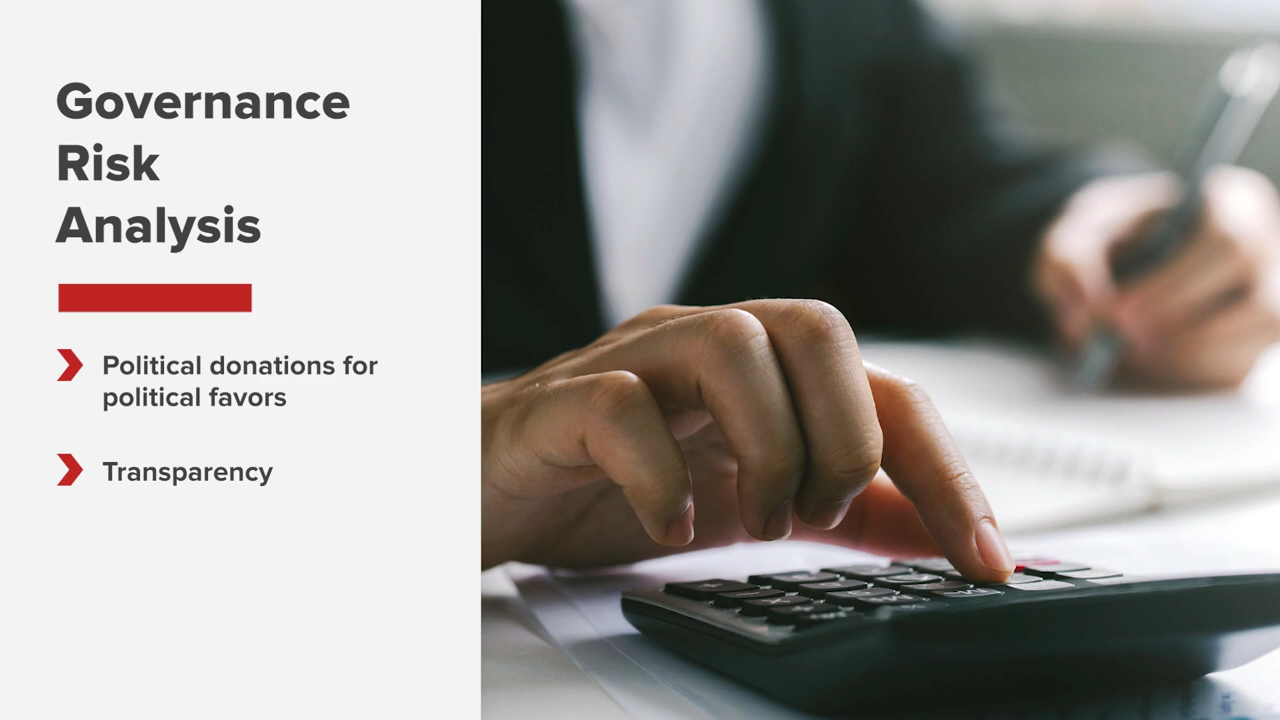 Governance
Risk
Analysis
Political donations for
political favors
Transparency